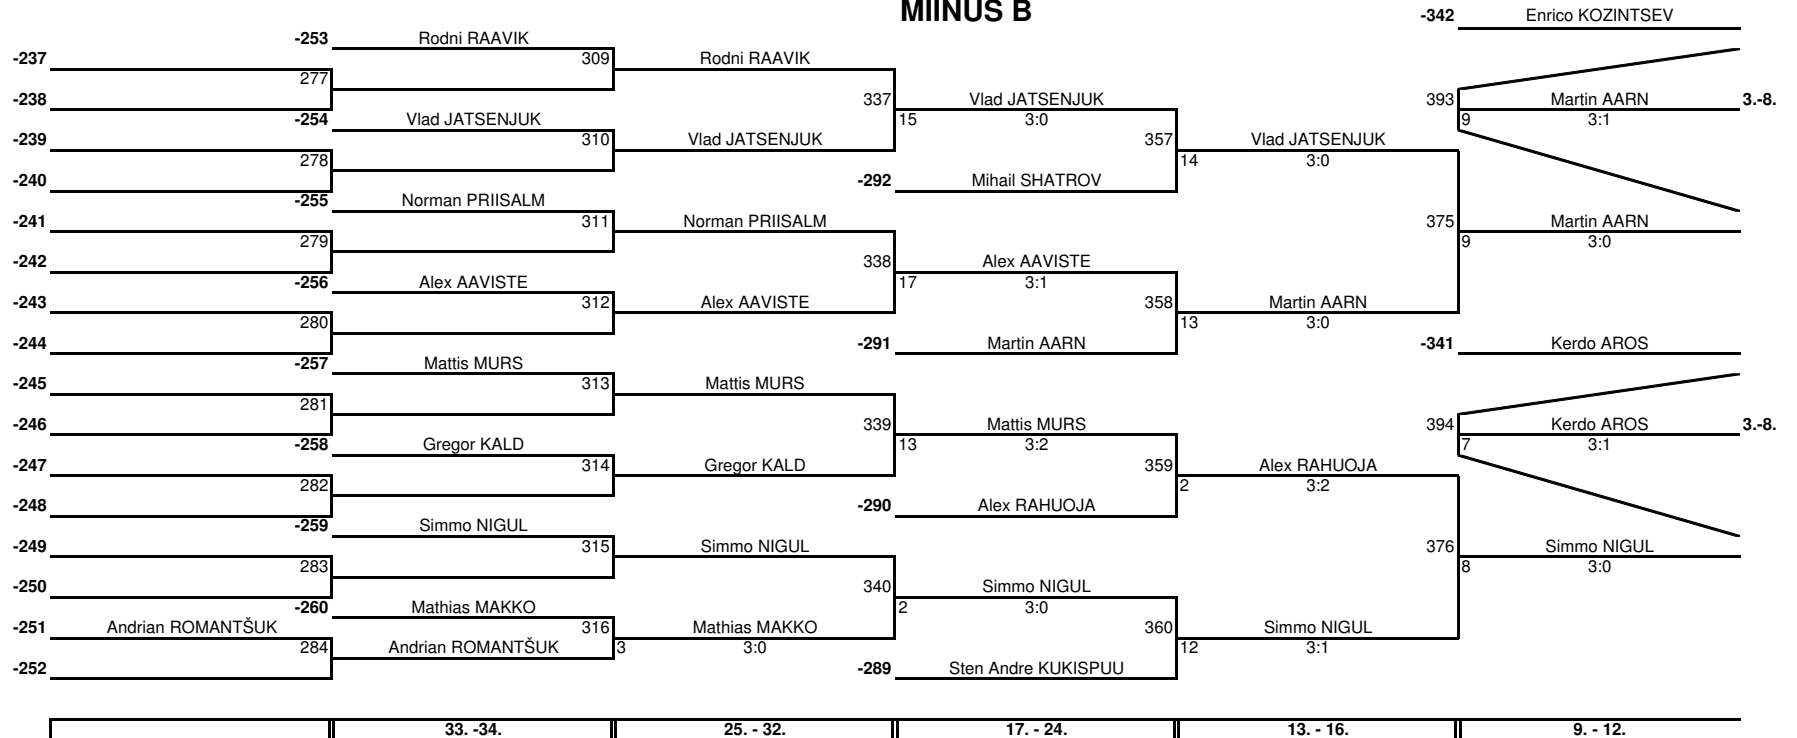 MIINUS B
-342 Enrico KOZINTSEV
-253 Rodni RAAVIK
-237 309 Rodni RAAVIK
277
-238 337 Vlad JATSENJUK 393 Martin AARN 3.-8.
-254 Vlad JATSENJUK 15 3:0 9 3:1
-239 310 Vlad JATSENJUK 357 Vlad JATSENJUK
278 14 3:0
-240 -292 Mihail SHATROV
-255 Norman PRIISALM
-241 311 Norman PRIISALM 375 Martin AARN
279 9 3:0
-242 338 Alex AAVISTE
-256 Alex AAVISTE 17 3:1
-243 312 Alex AAVISTE 358 Martin AARN
280 13 3:0
-244 -291 Martin AARN -341 Kerdo AROS
-257 Mattis MURS
-245 313 Mattis MURS
281
-246 339 Mattis MURS 394 Kerdo AROS 3.-8.
-258 Gregor KALD 13 3:2 7 3:1
-247 314 Gregor KALD 359 Alex RAHUOJA
282 2 3:2
-248 -290 Alex RAHUOJA
-259 Simmo NIGUL
-249 315 Simmo NIGUL 376 Simmo NIGUL
283 8 3:0
-250 340 Simmo NIGUL
-260 Mathias MAKKO 2 3:0
-251 Andrian ROMANTŠUK 316 Mathias MAKKO 360 Simmo NIGUL
284 Andrian ROMANTŠUK 3 3:0 12 3:1
-252 -289 Sten Andre KUKISPUU
33. -34. 25. - 32. 17. - 24. 13. - 16. 9. - 12.